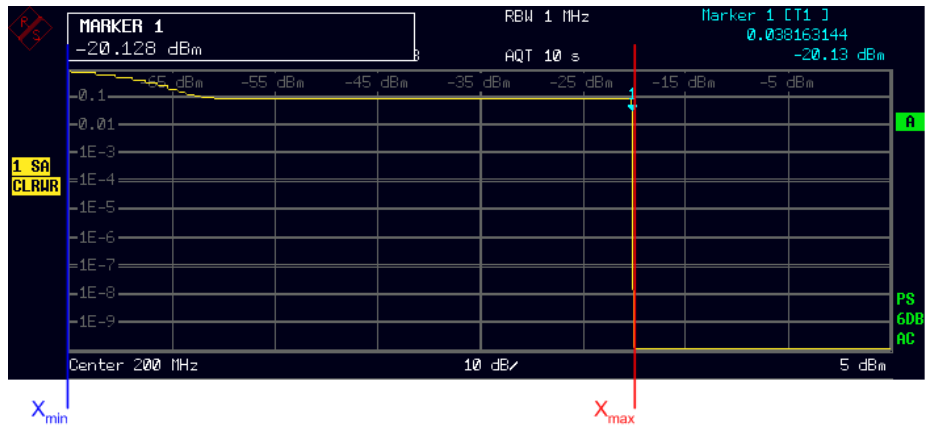 R
S
MARKER 1
-20.128 dBm
RBW 1 MHz
AQT 10 s
Marker 1 [T1 ]
0.038163144
-20.13 dBm
-65 dBm
-55 dBm
-45 dBm
-35 dBm
-25 dBm
-15 dBm
-5 dBm
1
-0.1
-0.01
-1E-3
-1E-4
-1E-5
-1E-6
-1E-7
-1E-8
-1E-9
A
1 SA
CLRWR
PS
6DB
AC
Center 200 MHz
10 dB/
5 dBm
Xmin
Xmax